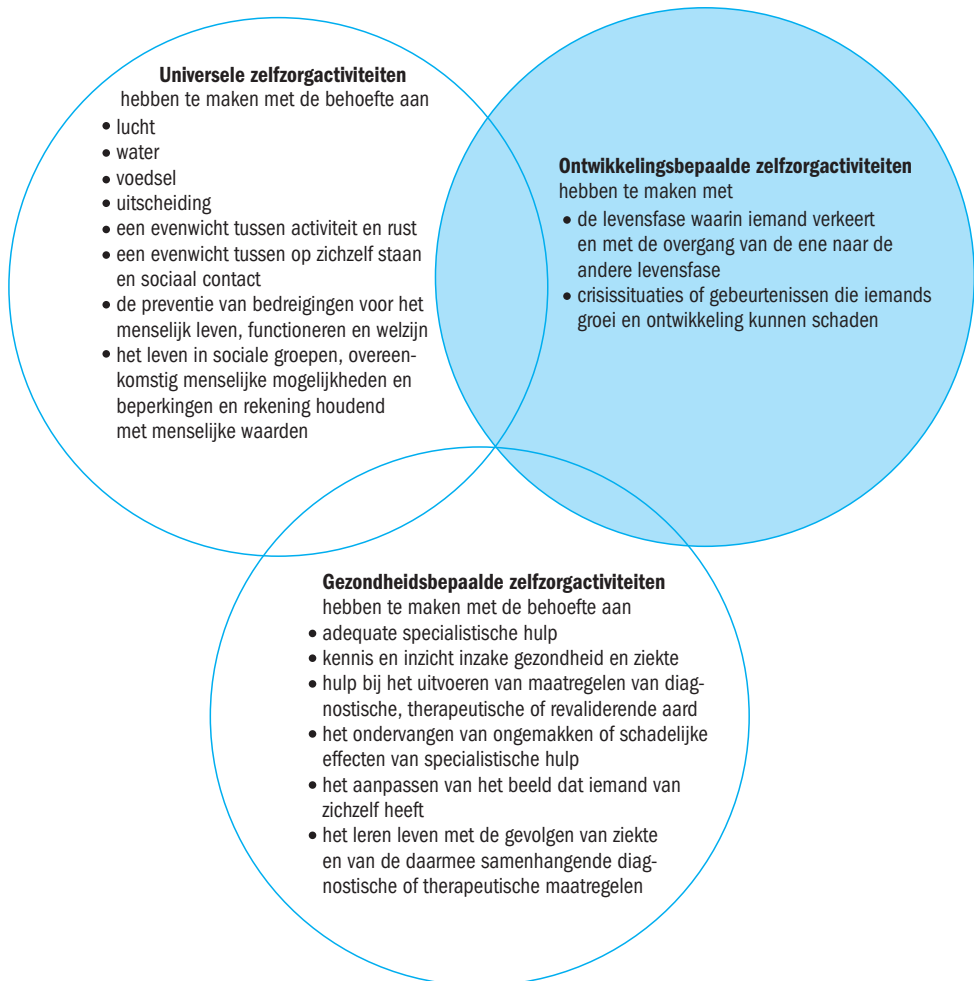 Universele zelfzorgactiviteiten
hebben te maken met de behoefte aan
• lucht
• water
• voedsel
• uitscheiding
• een evenwicht tussen activiteit en rust
• een evenwicht tussen op zichzelf staan
en sociaal contact
• de preventie van bedreigingen voor het
menselijk leven, functioneren en welzijn
• het leven in sociale groepen, overeen-
komstig menselijke mogelijkheden en
beperkingen en rekening houdend
met menselijke waarden
Ontwikkelingsbepaalde zelfzorgactiviteiten
hebben te maken met
• de levensfase waarin iemand verkeert
en met de overgang van de ene naar de
andere levensfase
• crisissituaties of gebeurtenissen die iemands
groei en ontwikkeling kunnen schaden
Gezondheidsbepaalde zelfzorgactiviteiten
hebben te maken met de behoefte aan
• adequate specialistische hulp
• kennis en inzicht inzake gezondheid en ziekte
• hulp bij het uitvoeren van maatregelen van diag-
nostische, therapeutische of revaliderende aard
• het ondervangen van ongemakken of schadelijke
effecten van specialistische hulp
• het aanpassen van het beeld dat iemand van
zichzelf heeft
• het leren leven met de gevolgen van ziekte
en van de daarmee samenhangende diag-
nostische of therapeutische maatregelen